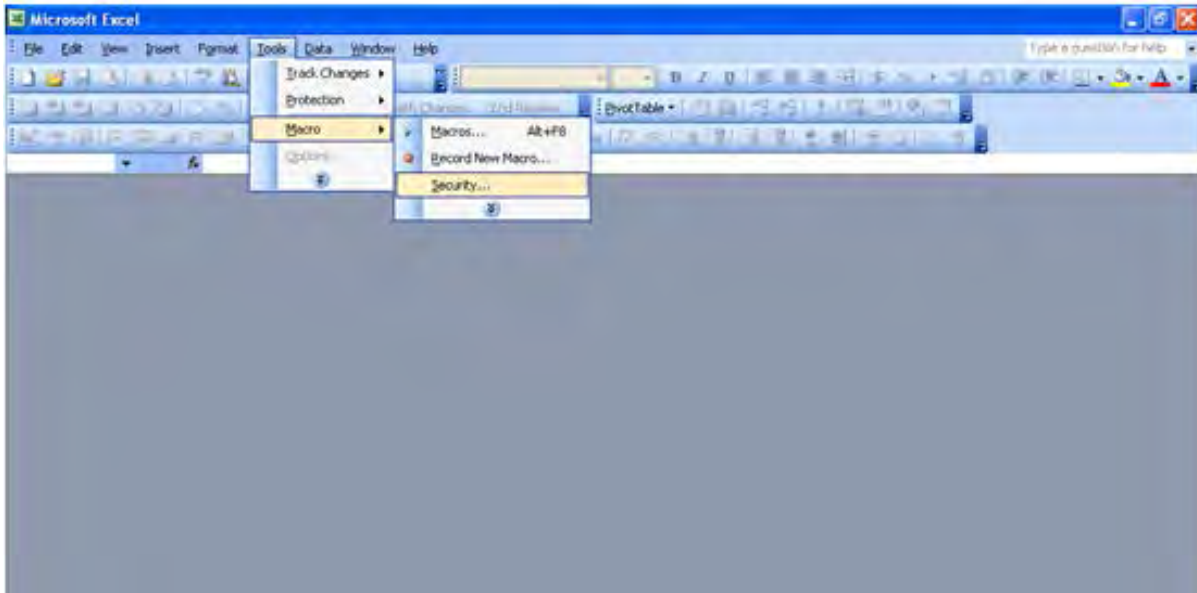 Microsoft Excel
File Edit View Insert Format Tools Data Window Help
Type a question for help
Track Changes
Protection
PivotTable
Macro
Macros... Alt+F8
Options...
Record New Macro...
Security...